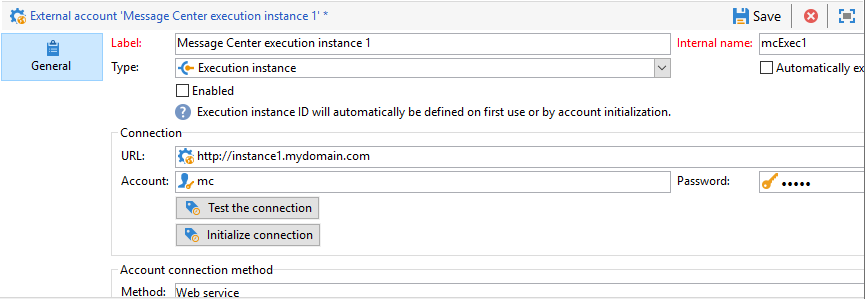 External account 'Message Center execution instance 1' *
Save
General
Label: Message Center execution instance 1 Internal name: mcExec1
Type: Execution instance Automatically ex
Enabled
? Execution instance ID will automatically be defined on first use or by account initialization.
Connection
URL: http://instance1.mydomain.com
Account: mc Password: •••••
Test the connection
Initialize connection
Account connection method
Method: Web service